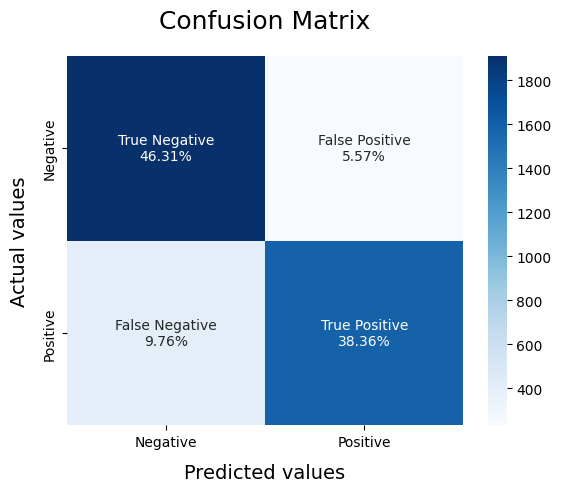 Confusion Matrix
Actual values
Negative
Positive
True Negative
46.31%
False Positive
5.57%
False Negative
9.76%
True Positive
38.36%
Negative
Positive
Predicted values
1800
1600
1400
1200
1000
800
600
400